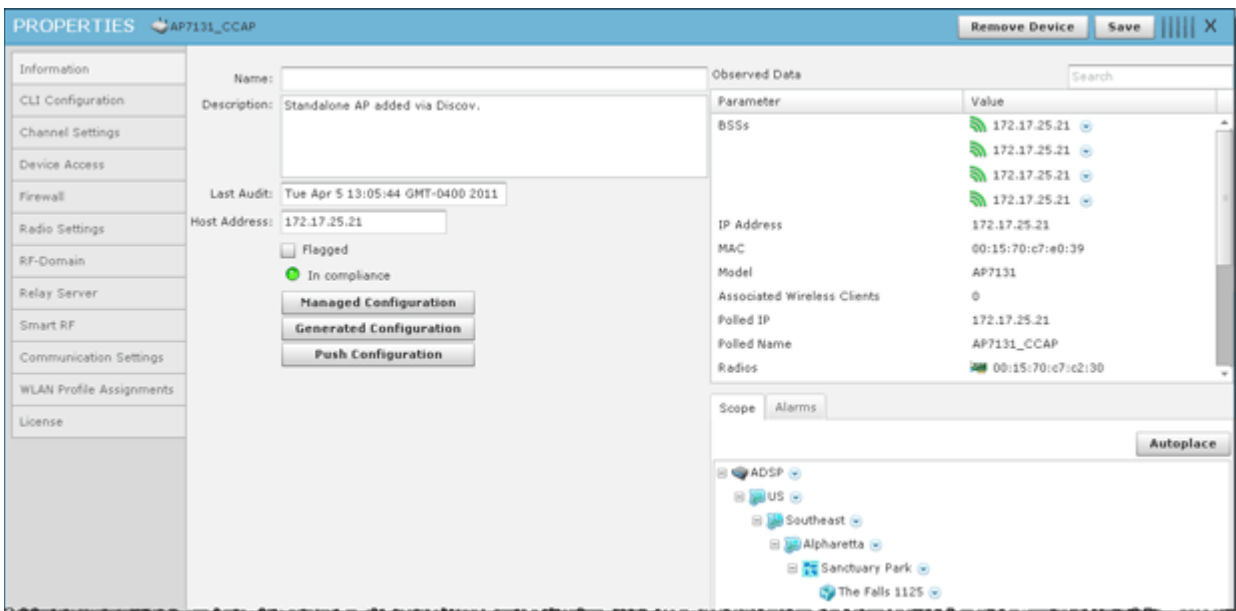 PROPERTIES AP7131_CCAP
Remove Device
Save
X
Information
CLI Configuration
Channel Settings
Device Access
Firewall
Radio Settings
RF-Domain
Relay Server
Smart RF
Communication Settings
WLAN Profile Assignments
License
Name:
Description: Standalone AP added via Discov.
Last Audit: Tue Apr 5 13:05:44 GMT-0400 2011
Host Address: 172.17.25.21
Flagged
In compliance
Managed Configuration
Generated Configuration
Push Configuration
Observed Data
Search
Parameter Value
BSSs 172.17.25.21
172.17.25.21
172.17.25.21
172.17.25.21
IP Address 172.17.25.21
MAC 00:15:70:c7:e0:39
Model AP7131
Associated Wireless Clients 0
Polled IP 172.17.25.21
Polled Name AP7131_CCAP
Radios 00:15:70:c7:c2:30
Scope Alarms
Autoplace
ADSP
US
Southeast
Alpharetta
Sanctuary Park
The Falls 1125